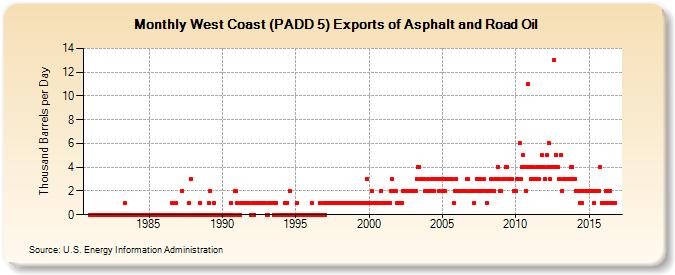 Monthly West Coast (PADD 5) Exports of Asphalt and Road Oil
Thousand Barrels per Day
14
12
10
8
6
4
2
0
1985 1990 1995 2000 2005 2010 2015
Source: U.S. Energy Information Administration